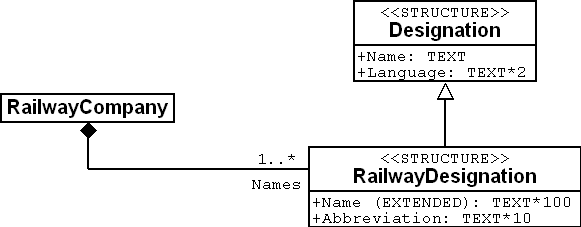 <<STRUCTURE>>
Designation
+Name: TEXT
+Language: TEXT*2
RailwayCompany
1..*
Names
<<STRUCTURE>>
RailwayDesignation
+Name (EXTENDED): TEXT*100
+Abbreviation: TEXT*10